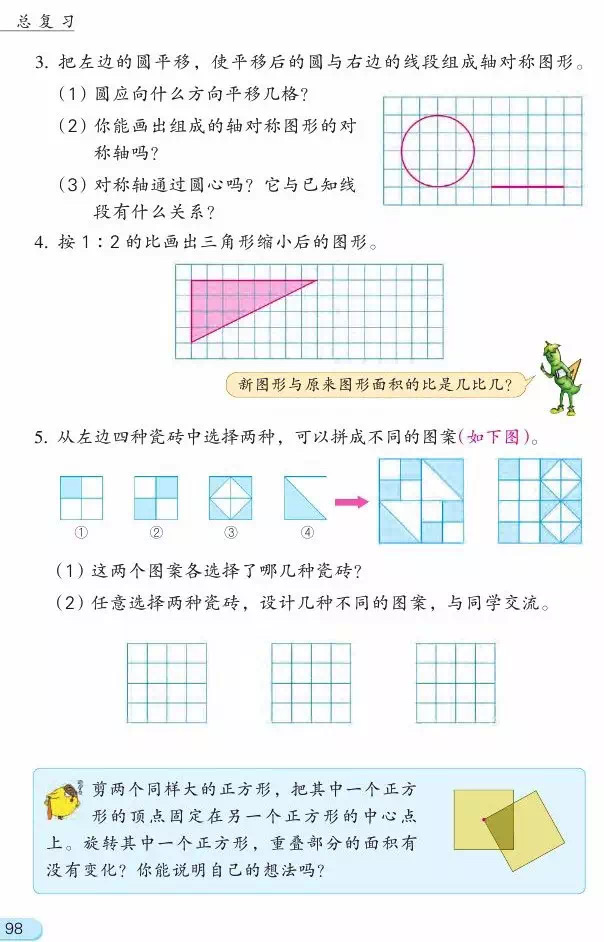 总复习
3. 把左边的圆平移，使平移后的圆与右边的线段组成轴对称图形。
（1）圆应向什么方向平移几格？
（2）你能画出组成的轴对称图形的对
称轴吗？
（3）对称轴通过圆心吗？它与已知线
段有什么关系？
4. 按 1∶2 的比画出三角形缩小后的图形。
新图形与原来图形面积的比是几比几？
5. 从左边四种瓷砖中选择两种，可以拼成不同的图案（如下图）。
① ② ③ ④
（1）这两个图案各选择了哪几种瓷砖？
（2）任意选择两种瓷砖，设计几种不同的图案，与同学交流。
剪两个同样大的正方形，把其中一个正方
形的顶点固定在另一个正方形的中心点
上。旋转其中一个正方形，重叠部分的面积有
没有变化？你能说明自己的想法吗？
98